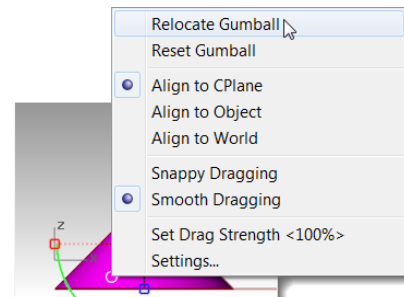 Relocate Gumball
Reset Gumball
Align to CPlane
Align to Object
Align to World
Snappy Dragging
Smooth Dragging
Set Drag Strength <100%>
Settings...
z